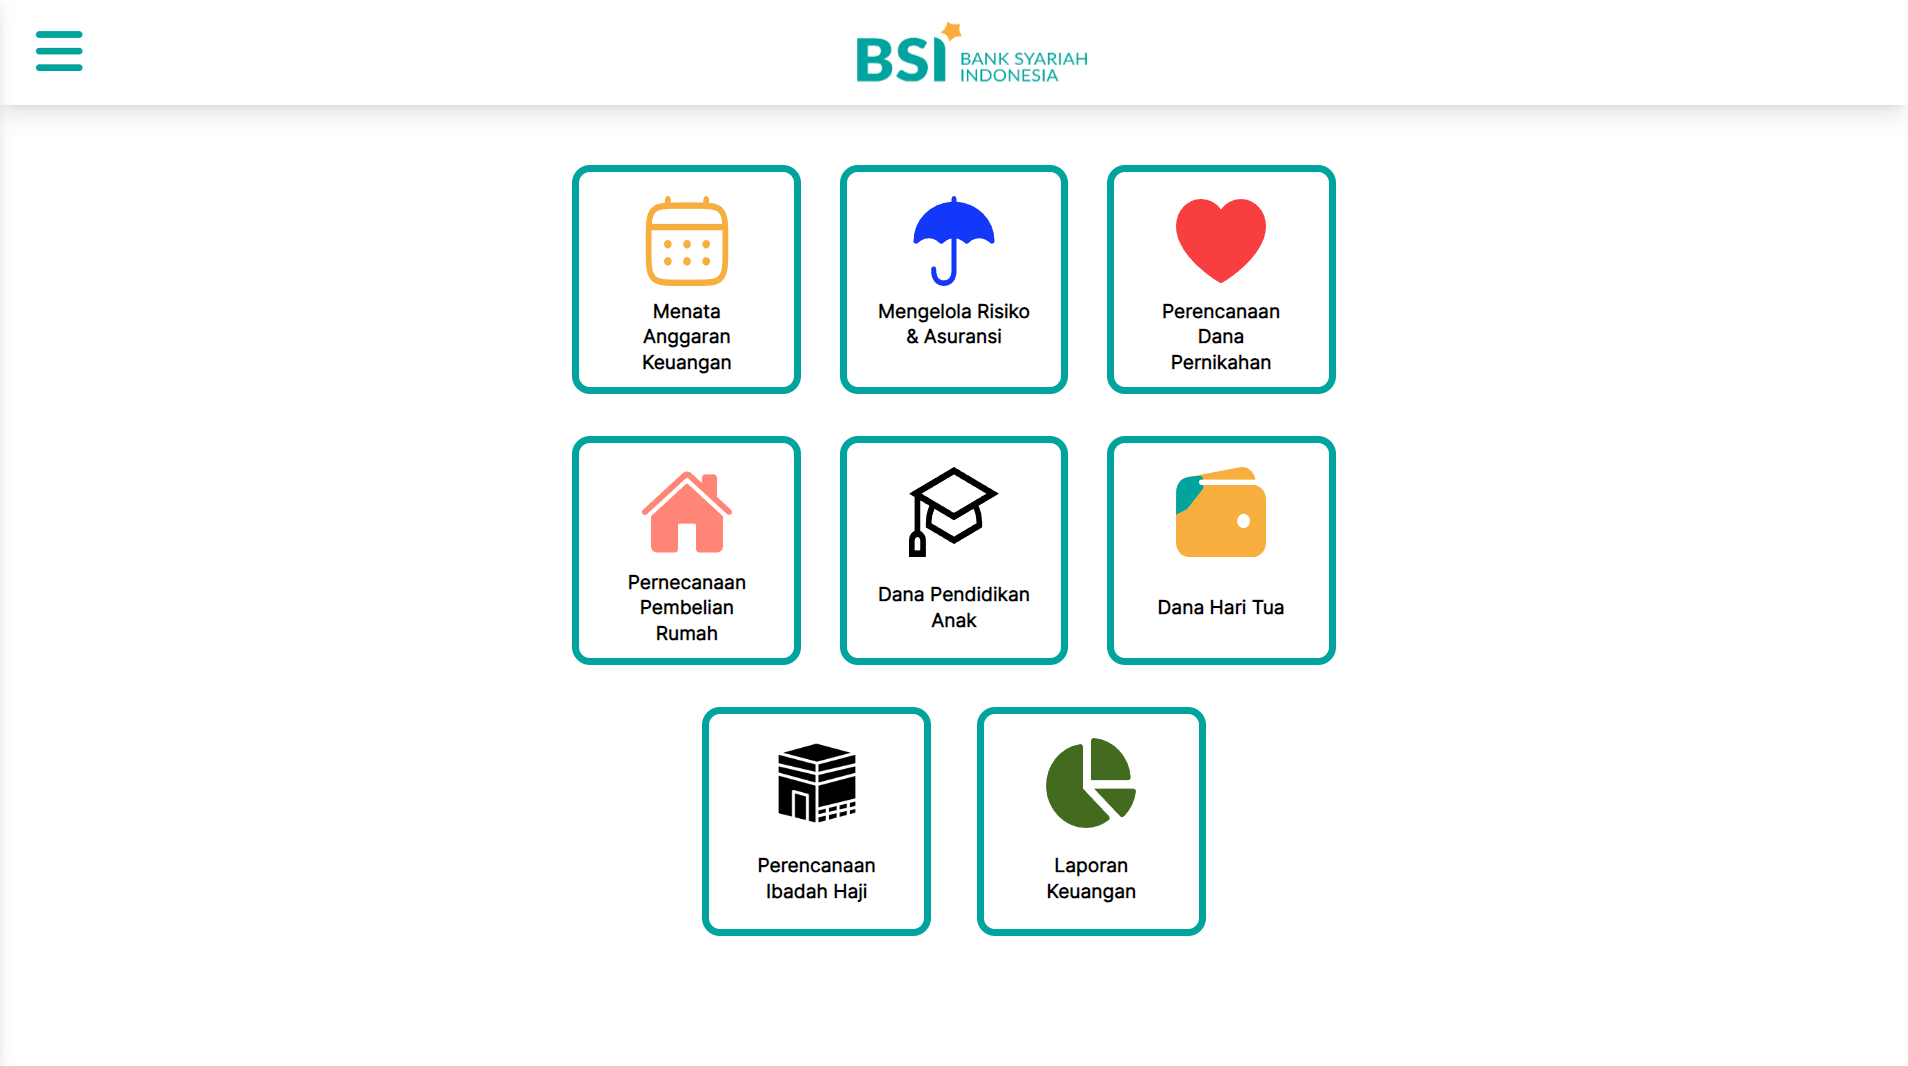 BSI BANK SYARIAH
INDONESIA
Menata
Anggaran
Keuangan
Mengelola Risiko
& Asuransi
Perencanaan
Dana
Pernikahan
Pernecanaan
Pembelian
Rumah
Dana Pendidikan
Anak
Dana Hari Tua
Perencanaan
Ibadah Haji
Laporan
Keuangan